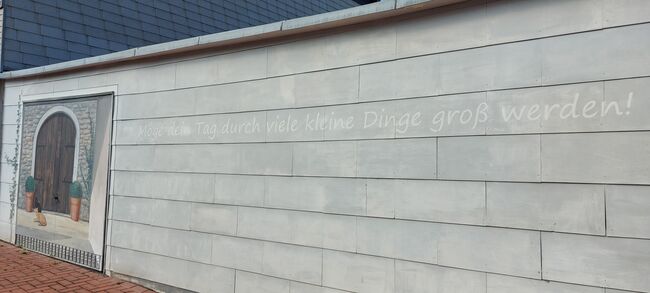 Möge dein Tag durch viele kleine Dinge groß werden!